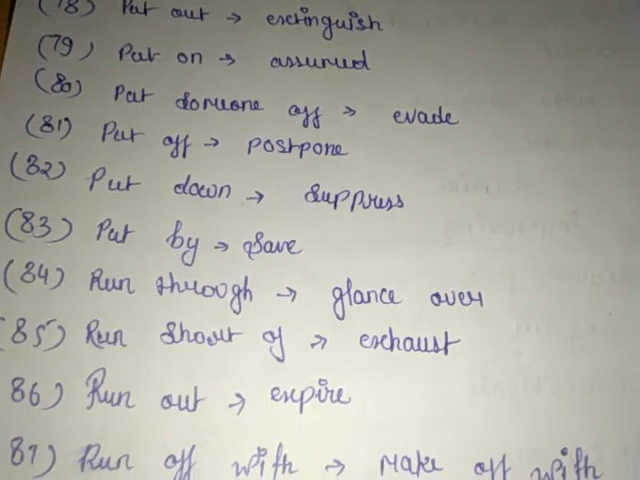 (78) Put out → extinguish
(79) Put on → assumed
(80) Put someone off → evade
(81) Put off → postpone
(82) Put down → suppress
(83) Put by → save
(84) Run through → glance over
(85) Run short of → exhaust
86) Run out → expire
87) Run off with → Make off with